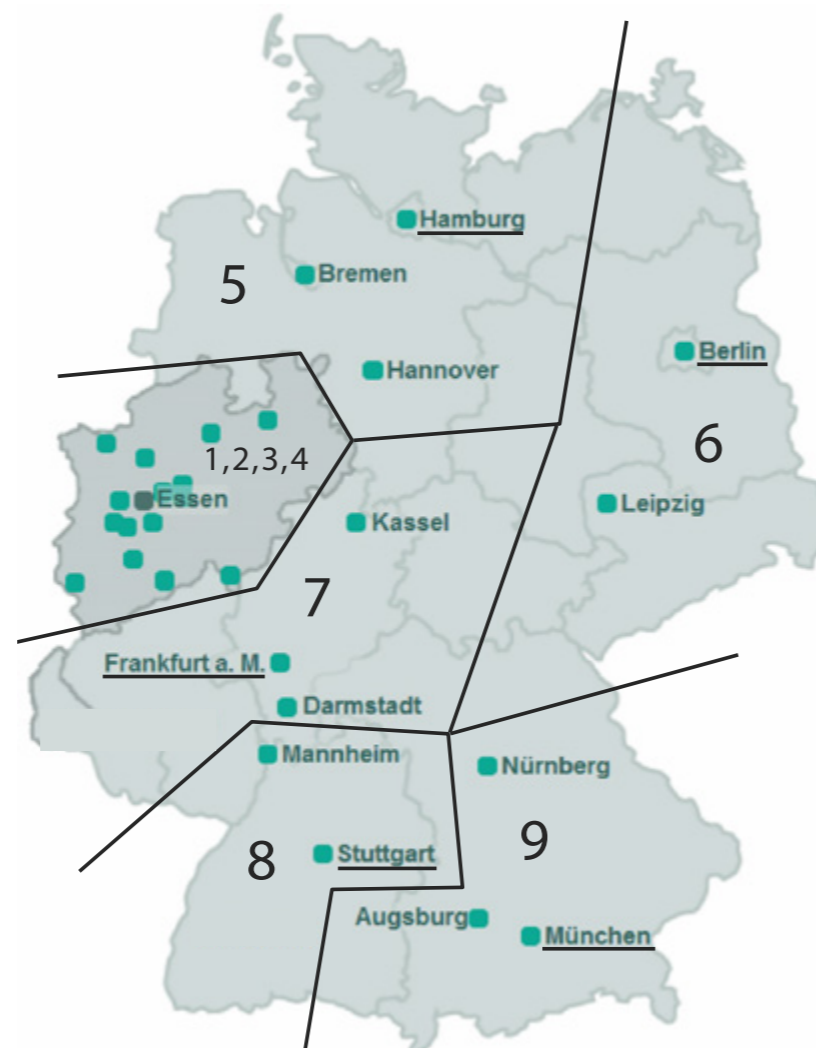 Hamburg
Bremen
5
Hannover
Berlin
1,2,3,4
6
Essen
Leipzig
Kassel
7
Frankfurt a. M.
Darmstadt
Mannheim
Nürnberg
8
Stuttgart
9
Augsburg
München